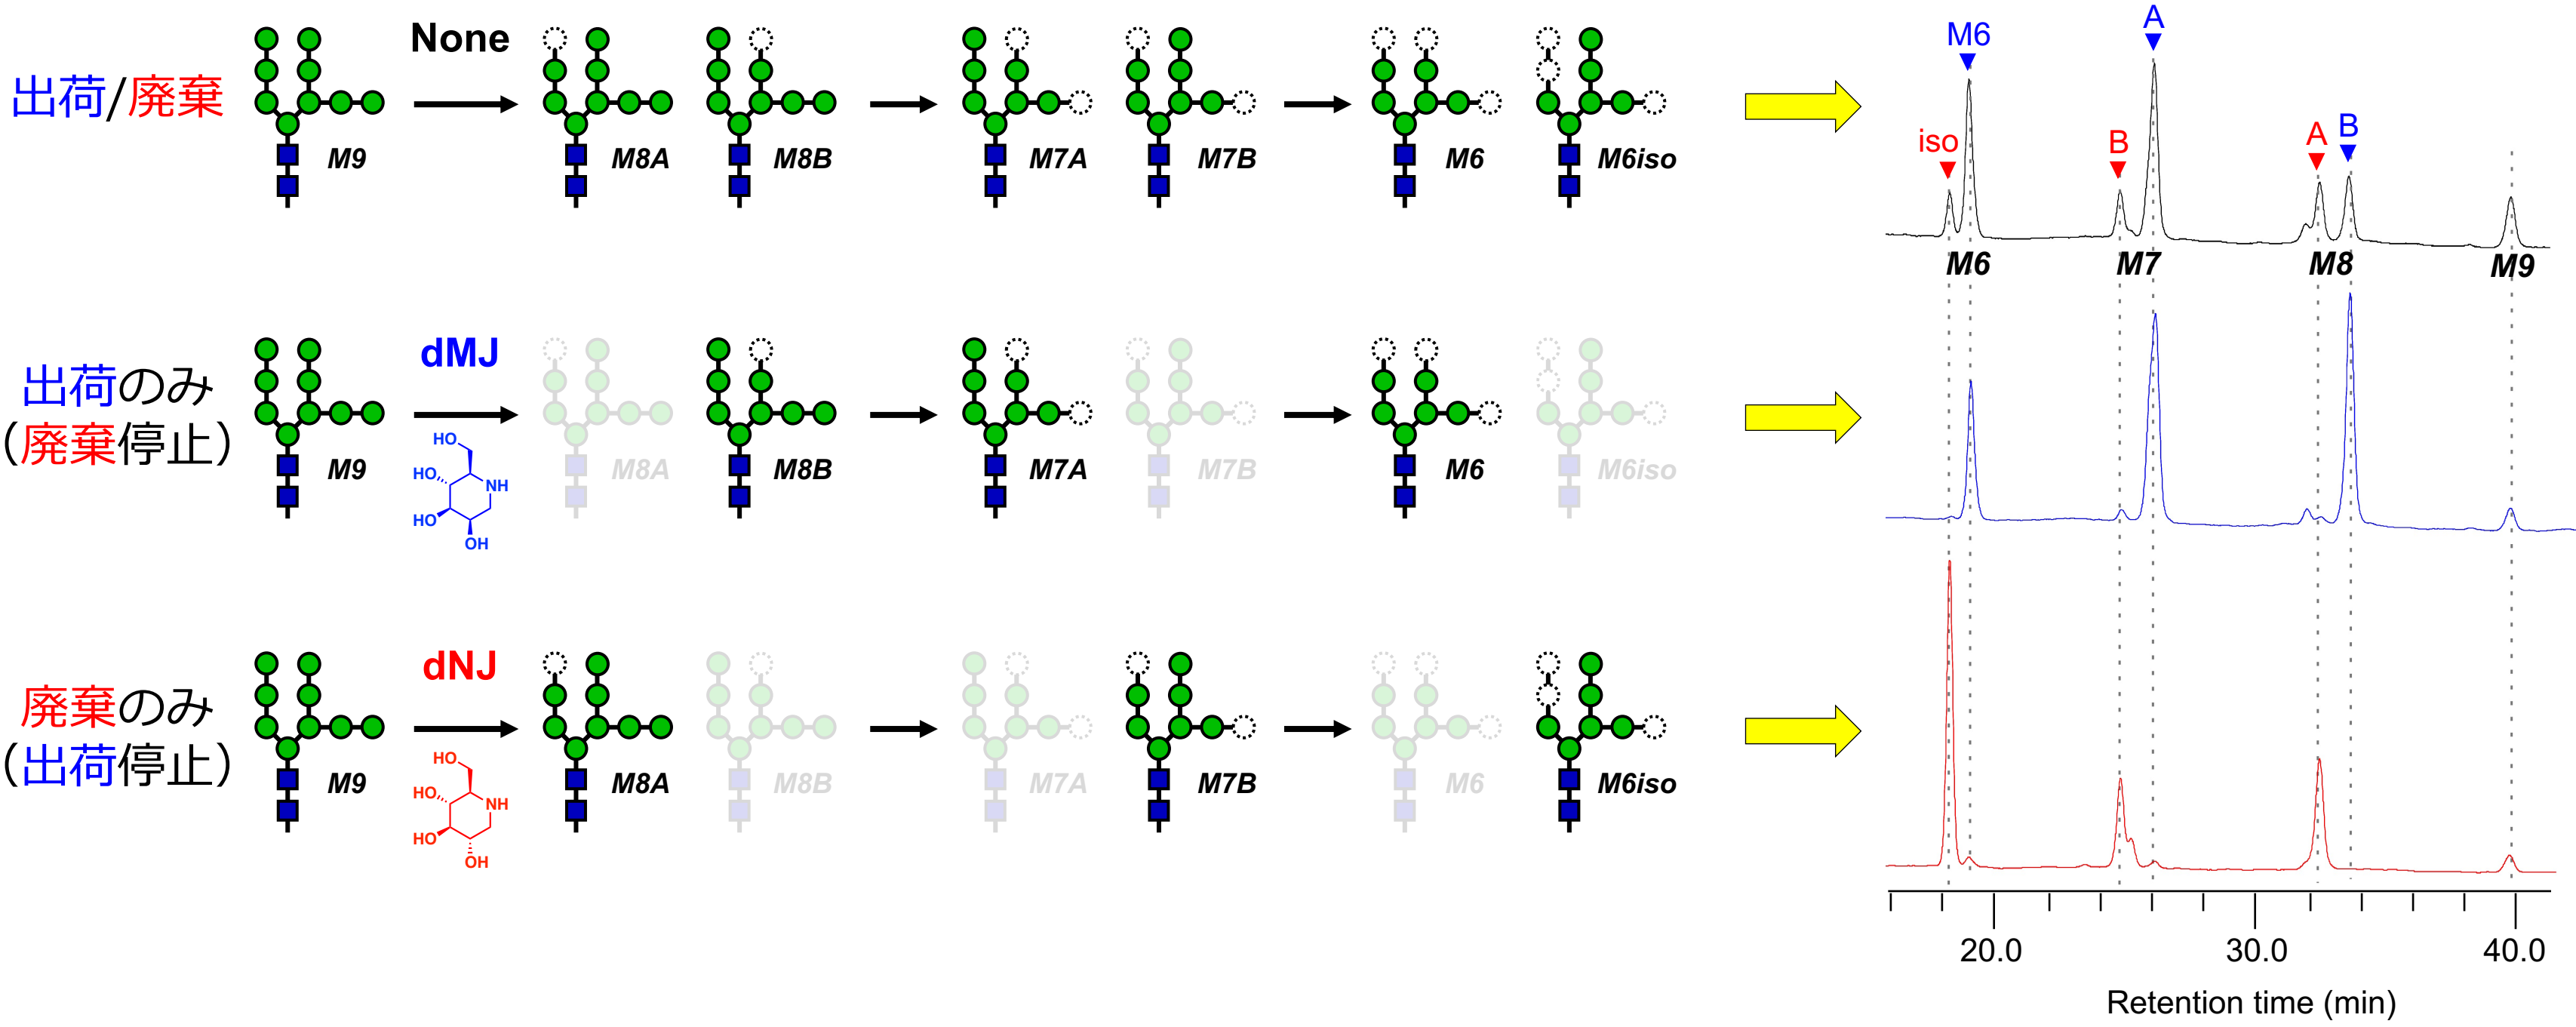 出荷/廃棄
None
M9
M8A
M8B
M7A
M7B
M6
M6iso
iso
M6
B
A
A
B
M6
M7
M8
M9
出荷のみ
(廃棄停止)
dMJ
HO
HO
NH
HO
OH
M9
M8A
M8B
M7A
M7B
M6
M6iso
廃棄のみ
(出荷停止)
dNJ
HO
HO
NH
HO
OH
M9
M8A
M8B
M7A
M7B
M6
M6iso
20.0
30.0
40.0
Retention time (min)